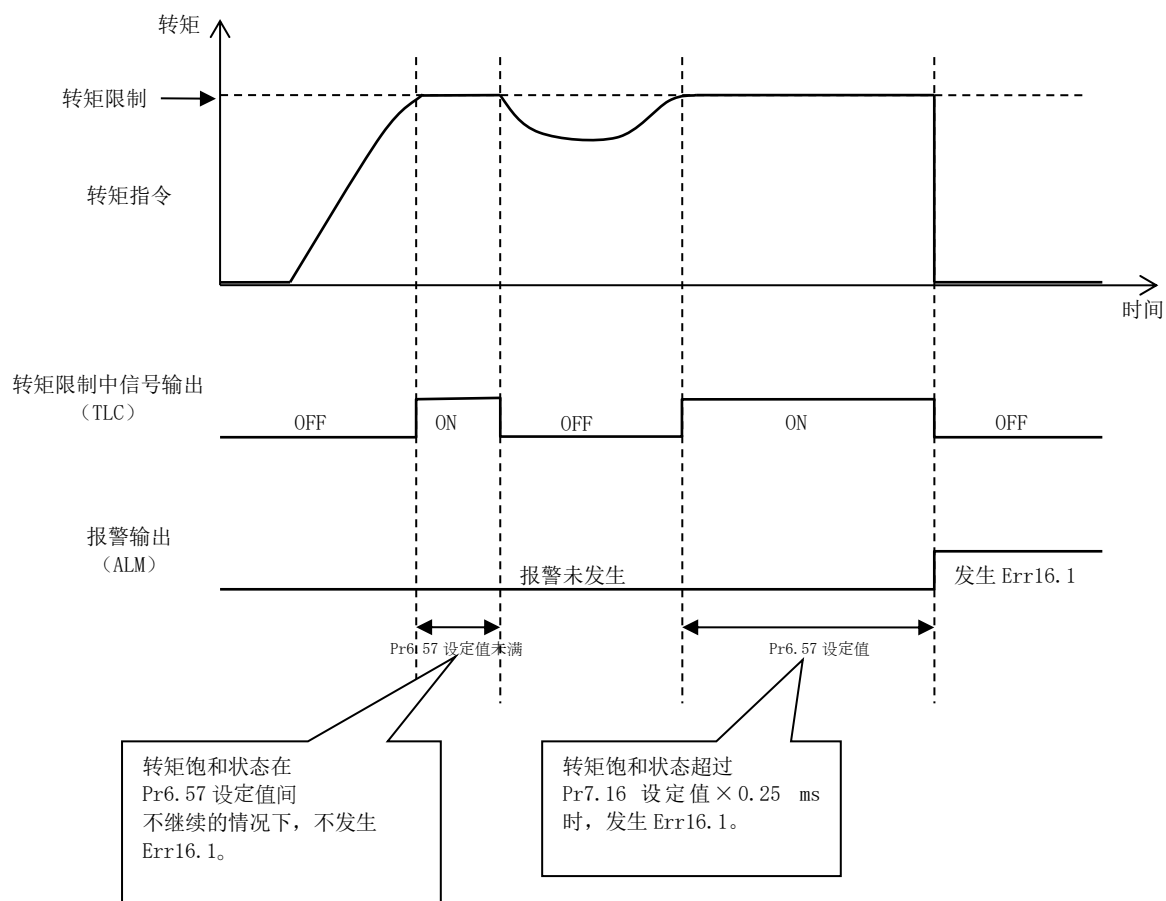 转矩
转矩限制
转矩指令
时间
转矩限制中信号输出
（TLC）
OFF
ON
OFF
ON
OFF
报警输出
（ALM）
报警未发生
发生 Err16.1
Pr6.57 设定值未满
Pr6.57 设定值
转矩饱和状态在
Pr6.57 设定值间
不继续的情况下，不发生
Err16.1。
转矩饱和状态超过
Pr7.16 设定值×0.25 ms
时，发生 Err16.1。